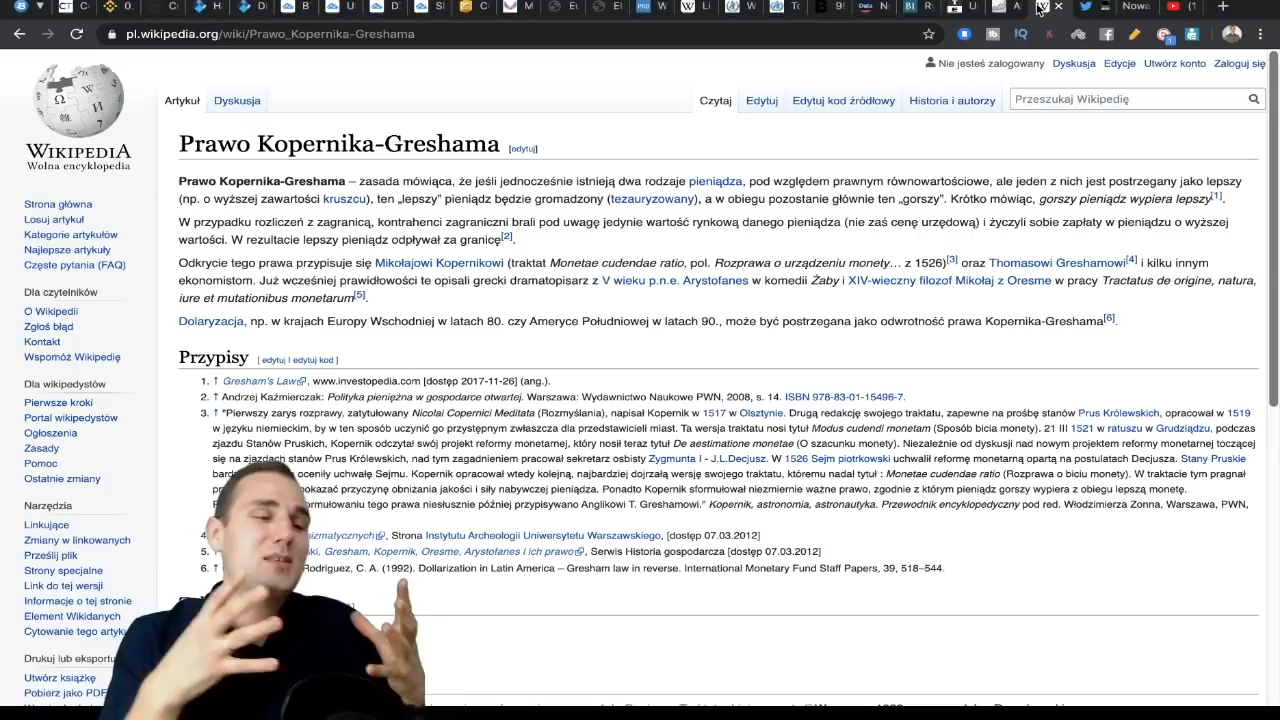 pl.wikipedia.org/wiki/Prawo_Kopernika-Greshama
Nie jesteś zalogowany Dyskusja Edycje Utwórz konto Zaloguj się
Artykuł Dyskusja Czytaj Edytuj Edytuj kod źródłowy Historia i autorzy Przeszukaj Wikipedię
WIKIPEDIA
Wolna encyklopedia
Strona główna
Losuj artykuł
Kategorie artykułów
Najlepsze artykuły
Częste pytania (FAQ)
Dla czytelników
O Wikipedii
Zgłoś błąd
Kontakt
Wspomóż Wikipedię
Dla wikipedystów
Pierwsze kroki
Portal wikipedystów
Ogłoszenia
Zasady
Pomoc
Ostatnie zmiany
Narzędzia
Linkujące
Zmiany w linkowanych
Prześlij plik
Strony specjalne
Link do tej wersji
Informacje o tej stronie
Element Wikidanych
Cytowanie tego artyku
Drukuj lub eksportu
Utwórz książkę
Pobierz jako PDF
Prawo Kopernika-Greshama [edytuj]
Prawo Kopernika-Greshama – zasada mówiąca, że jeśli jednocześnie istnieją dwa rodzaje pieniądza, pod względem prawnym równowartościowe, ale jeden z nich jest postrzegany jako lepszy
(np. o wyższej zawartości kruszcu), ten „lepszy” pieniądz będzie gromadzony (tezauryzowany), a w obiegu pozostanie głównie ten „gorszy”. Krótko mówiąc, gorszy pieniądz wypiera lepszy[1].
W przypadku rozliczeń z zagranicą, kontrahenci zagraniczni brali pod uwagę jedynie wartość rynkową danego pieniądza (nie zaś cenę urzędową) i życzyli sobie zapłaty w pieniądzu o wyższej
wartości. W rezultacie lepszy pieniądz odpływał za granicę[2].
Odkrycie tego prawa przypisuje się Mikołajowi Kopernikowi (traktat Monetae cudendae ratio, pol. Rozprawa o urządzeniu monety… z 1526)[3] oraz Thomasowi Greshamowi[4] i kilku innym
ekonomistom. Już wcześniej prawidłowości te opisali grecki dramatopisarz z V wieku p.n.e. Arystofanes w komedii Żaby i XIV-wieczny filozof Mikołaj z Oresme w pracy Tractatus de origine, natura,
iure et mutationibus monetarum[5].
Dolaryzacja, np. w krajach Europy Wschodniej w latach 80. czy Ameryce Południowej w latach 90., może być postrzegana jako odwrotność prawa Kopernika-Greshama[6].
Przypisy [ edytuj | edytuj kod ]
1. ↑ Gresham's Law, www.investopedia.com [dostęp 2017-11-26] (ang.).
2. ↑ Andrzej Kaźmierczak: Polityka pieniężna w gospodarce otwartej. Warszawa: Wydawnictwo Naukowe PWN, 2008, s. 14. ISBN 978-83-01-15496-7.
3. ↑ "Pierwszy zarys rozprawy, zatytułowany Nicolai Copernici Meditata (Rozmyślania), napisał Kopernik w 1517 w Olsztynie. Drugą redakcję swojego traktatu, zapewne na prośbę stanów Prus Królewskich, opracował w 1519
w języku niemieckim, by w ten sposób uczynić go przystępnym zwłaszcza dla przedstawicieli miast. Ta wersja traktatu nosi tytuł Modus cudendi monetam (Sposób bicia monety). 21 III 1521 w ratuszu w Grudziądzu, podczas
zjazdu Stanów Pruskich, Kopernik odczytał swój projekt reformy monetarnej, który nosił teraz tytuł De aestimatione monetae (O szacunku monety). Niezależnie od dyskusji nad nowym projektem reformy monetarnej toczącej
się na zjazdach stanów Prus Królewskich, nad tym zagadnieniem pracował sekretarz osobisty Zygmunta I - J.L.Decjusz. W 1526 Sejm piotrkowski uchwalił reformę monetarną opartą na postulatach Decjusza. Stany Pruskie
oceniły uchwałę Sejmu. Kopernik opracował wtedy kolejną, najbardziej dojrzałą wersję swojego traktatu, któremu nadał tytuł : Monetae cudendae ratio (Rozprawa o biciu monety). W traktacie tym pragnął
pokazać przyczynę obniżania jakości i siły nabywczej pieniądza. Ponadto Kopernik sformułował niezmiernie ważne prawo, zgodnie z którym pieniądz gorszy wypiera z obiegu lepszą monetę.
ormułowaniu tego prawa niesłusznie później przypisywano Anglikowi T. Greshamowi." Kopernik, astronomia, astronautyka. Przewodnik encyklopedyczny pod red. Włodzimierza Zonna, Warszawa, PWN,
4. nizmatycznych, Strona Instytutu Archeologii Uniwersytetu Warszawskiego, [dostęp 07.03.2012]
5. ki, Gresham, Kopernik, Oresme, Arystofanes i ich prawo, Serwis Historia gospodarcza [dostęp 07.03.2012]
6. ↑ Rodriguez, C. A. (1992). Dollarization in Latin America – Gresham law in reverse. International Monetary Fund Staff Papers, 39, 518–544.